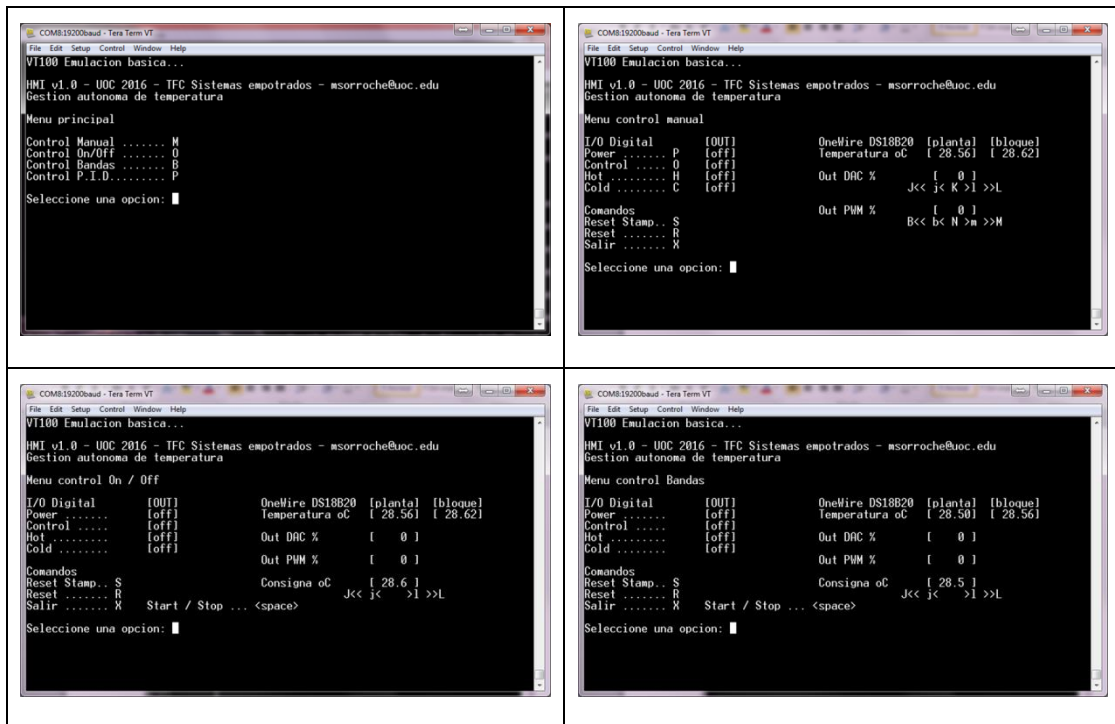 COM8:19200baud - Tera Term VT
File Edit Setup Control Window Help
VT100 Emulacion basica...
HMI v1.0 - UOC 2016 - TFC Sistemas empotrados - msorroche@uoc.edu
Gestion autonoma de temperatura
Menu principal
Control Manual ....... M
Control On/Off ....... O
Control Bandas ....... B
Control P.I.D......... P
Seleccione una opcion:
COM8:19200baud - Tera Term VT
File Edit Setup Control Window Help
VT100 Emulacion basica...
HMI v1.0 - UOC 2016 - TFC Sistemas empotrados - msorroche@uoc.edu
Gestion autonoma de temperatura
Menu control manual
I/O Digital [OUT] OneWire DS18B20 [planta] [bloque]
Power ....... P [off] Temperatura oC [ 28.56] [ 28.62]
Control ..... O [off]
Hot ......... H [off] Out DAC % [ 0 ]
Cold ........ C [off] J<< j< K >l >>L
Comandos Out PWM % [ 0 ]
Reset Stamp.. S B<< b< N >m >>M
Reset ....... R
Salir ....... X
Seleccione una opcion:
COM8:19200baud - Tera Term VT
File Edit Setup Control Window Help
VT100 Emulacion basica...
HMI v1.0 - UOC 2016 - TFC Sistemas empotrados - msorroche@uoc.edu
Gestion autonoma de temperatura
Menu control On / Off
I/O Digital [OUT] OneWire DS18B20 [planta] [bloque]
Power ....... [off] Temperatura oC [ 28.56] [ 28.62]
Control ..... [off]
Hot ......... [off] Out DAC % [ 0 ]
Cold ........ [off]
Out PWM % [ 0 ]
Comandos
Reset Stamp.. S Consigna oC [ 28.6 ]
Reset ....... R J<< j< >l >>L
Salir ....... X Start / Stop ... <space>
Seleccione una opcion:
COM8:19200baud - Tera Term VT
File Edit Setup Control Window Help
VT100 Emulacion basica...
HMI v1.0 - UOC 2016 - TFC Sistemas empotrados - msorroche@uoc.edu
Gestion autonoma de temperatura
Menu control Bandas
I/O Digital [OUT] OneWire DS18B20 [planta] [bloque]
Power ....... [off] Temperatura oC [ 28.50] [ 28.56]
Control ..... [off]
Hot ......... [off] Out DAC % [ 0 ]
Cold ........ [off]
Out PWM % [ 0 ]
Comandos
Reset Stamp.. S Consigna oC [ 28.5 ]
Reset ....... R J<< j< >l >>L
Salir ....... X Start / Stop ... <space>
Seleccione una opcion: